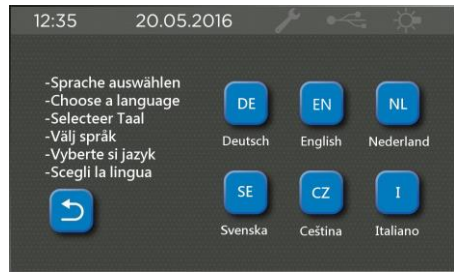 12:35 20.05.2016
-Sprache auswählen
-Choose a language
-Selecteer Taal
-Välj språk
-Vyberte si jazyk
-Scegli la lingua
DE EN NL
Deutsch English Nederland
SE CZ I
Svenska Ceština Italiano